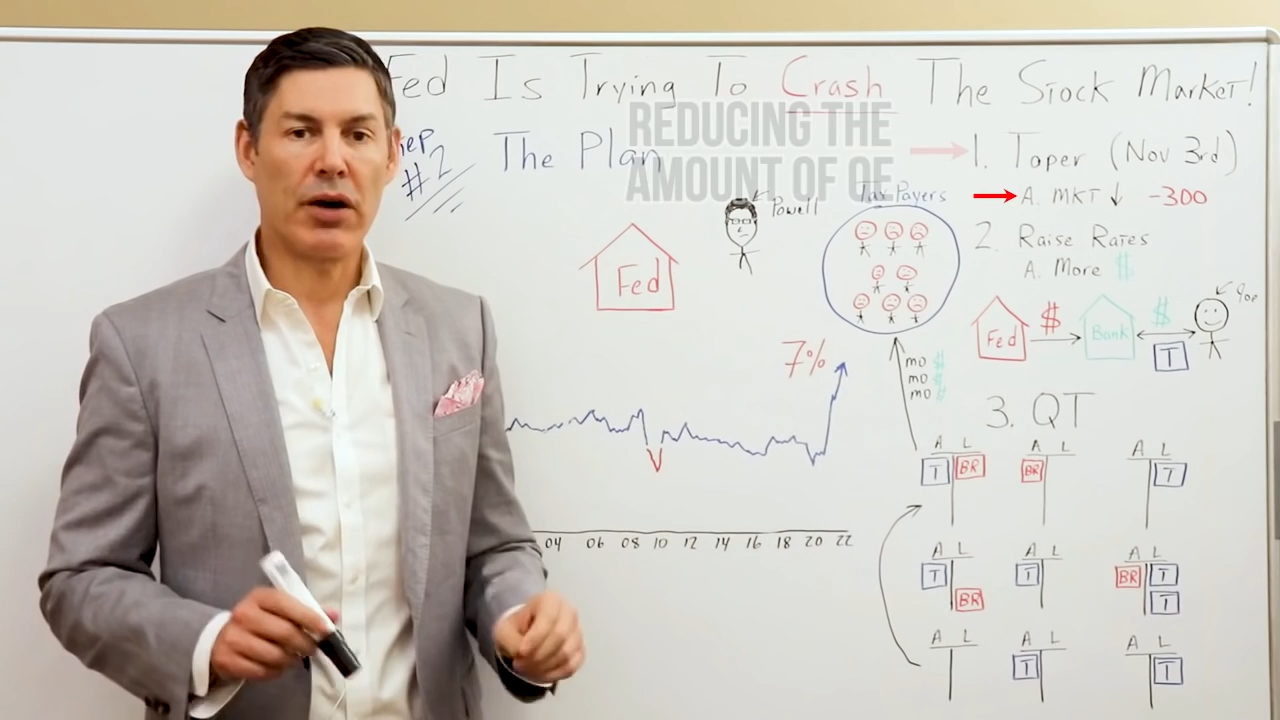 Fed Is Trying To Crash The Stock Market!
REDUCING THE
AMOUNT OF QE
#2
The Plan
1. Taper (Nov 3rd)
A. MKT ↓ -300
2. Raise Rates
A. More $
Powell
Tax Payers
Fed
Fed $ Bank $ Joe
T
7%
MO $
MO $
MO $
3. QT
A L A L A L
T BR BR T
04 06 08 10 12 14 16 18 20 22
A L A L A L
T T BR T
BR T
A L A L A L
T T